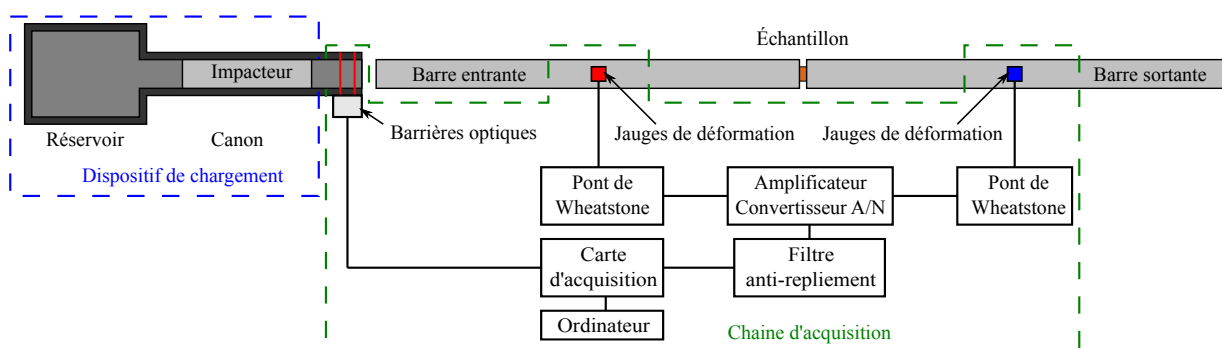 Échantillon
Impacteur
Barre entrante
Barre sortante
Barrières optiques
Jauges de déformation
Jauges de déformation
Réservoir
Canon
Dispositif de chargement
Pont de
Wheatstone
Amplificateur
Convertisseur A/N
Pont de
Wheatstone
Carte
d'acquisition
Filtre
anti-repliement
Ordinateur
Chaine d'acquisition